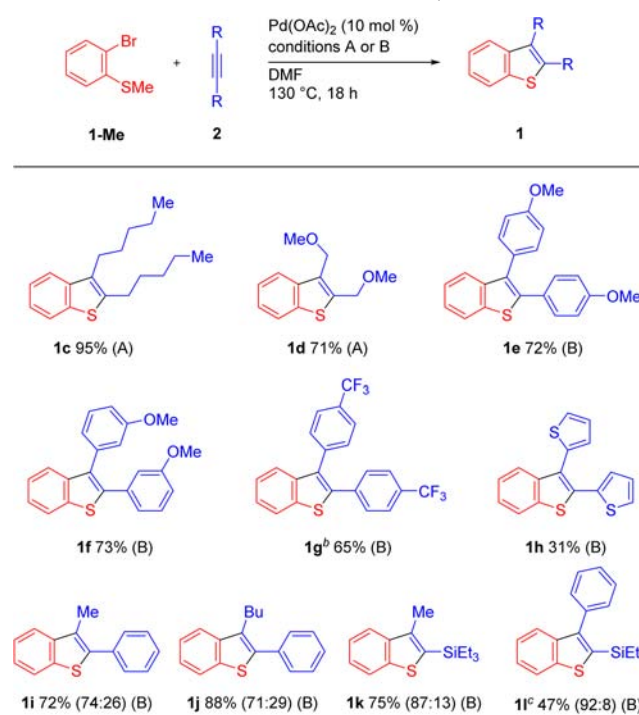 Br
SMe
+
R
R
Pd(OAc)2 (10 mol %)
conditions A or B
DMF
130 °C, 18 h
R
R
S
1-Me
2
1
Me
Me
S
1c 95% (A)
MeO
OMe
S
1d 71% (A)
OMe
S
OMe
1e 72% (B)
OMe
OMe
S
1f 73% (B)
CF3
S
CF3
1gb 65% (B)
S
S
S
1h 31% (B)
Me
S
1i 72% (74:26) (B)
Bu
S
1j 88% (71:29) (B)
Me
SiEt3
S
1k 75% (87:13) (B)
SiEt
S
1lc 47% (92:8) (B)